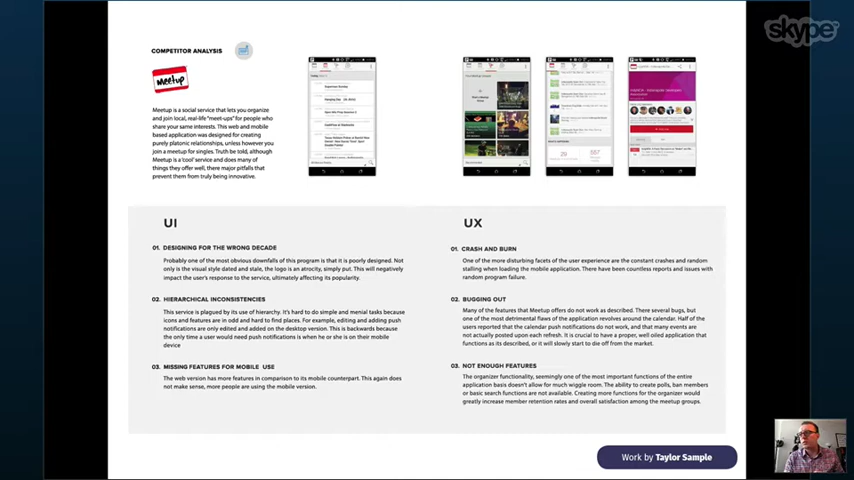 skype
COMPETITOR ANALYSIS
Meetup
Meetup is a social service that lets you organize
and join local, real-life "meet-ups" for people who
share your same interests. This web and mobile
based application was designed for creating
purely platonic relationships, unless however you
join a meetup for singles. Truth be told, although
Meetup is a 'cool' service and does many of
things they offer well, there major pitfalls that
prevent them from truly being innovative.
UI
01. DESIGNING FOR THE WRONG DECADE
Probably one of the most obvious downfalls of this program is that it is poorly designed. Not
only is the visual style dated and stale, the logo is an atrocity, simply put. This will negatively
impact the user's response to the service, ultimately affecting its popularity.
02. HIERARCHICAL INCONSISTENCIES
This service is plagued by its use of hierarchy. It's hard to do simple and menial tasks because
icons and features are in odd and hard to find places. For example, editing and adding push
notifications are only edited and added on the desktop version. This is backwards because
the only time a user would need push notifications is when he or she is on their mobile
device
03. MISSING FEATURES FOR MOBILE USE
The web version has more features in comparison to its mobile counterpart. This again does
not make sense, more people are using the mobile version.
UX
01. CRASH AND BURN
One of the more disturbing facets of the user experience are the constant crashes and random
stalling when loading the mobile application. There have been countless reports and issues with
random program failure.
02. BUGGING OUT
Many of the features that Meetup offers do not work as described. There several bugs, but
one of the most detrimental flaws of the application revolves around the calendar. Half of the
users reported that the calendar push notifications do not work, and that many events are
not actually posted upon each refresh. It is crucial to have a proper, well oiled application that
functions as its described, or it will slowly start to die off from the market.
03. NOT ENOUGH FEATURES
The organizer functionality, seemingly one of the most important functions of the entire
application basis doesn't allow for much wiggle room. The ability to create polls, ban members
or basic search functions are not available. Creating more functions for the organizer would
greatly increase member retention rates and overall satisfaction among the meetup groups.
Work by Taylor Sample